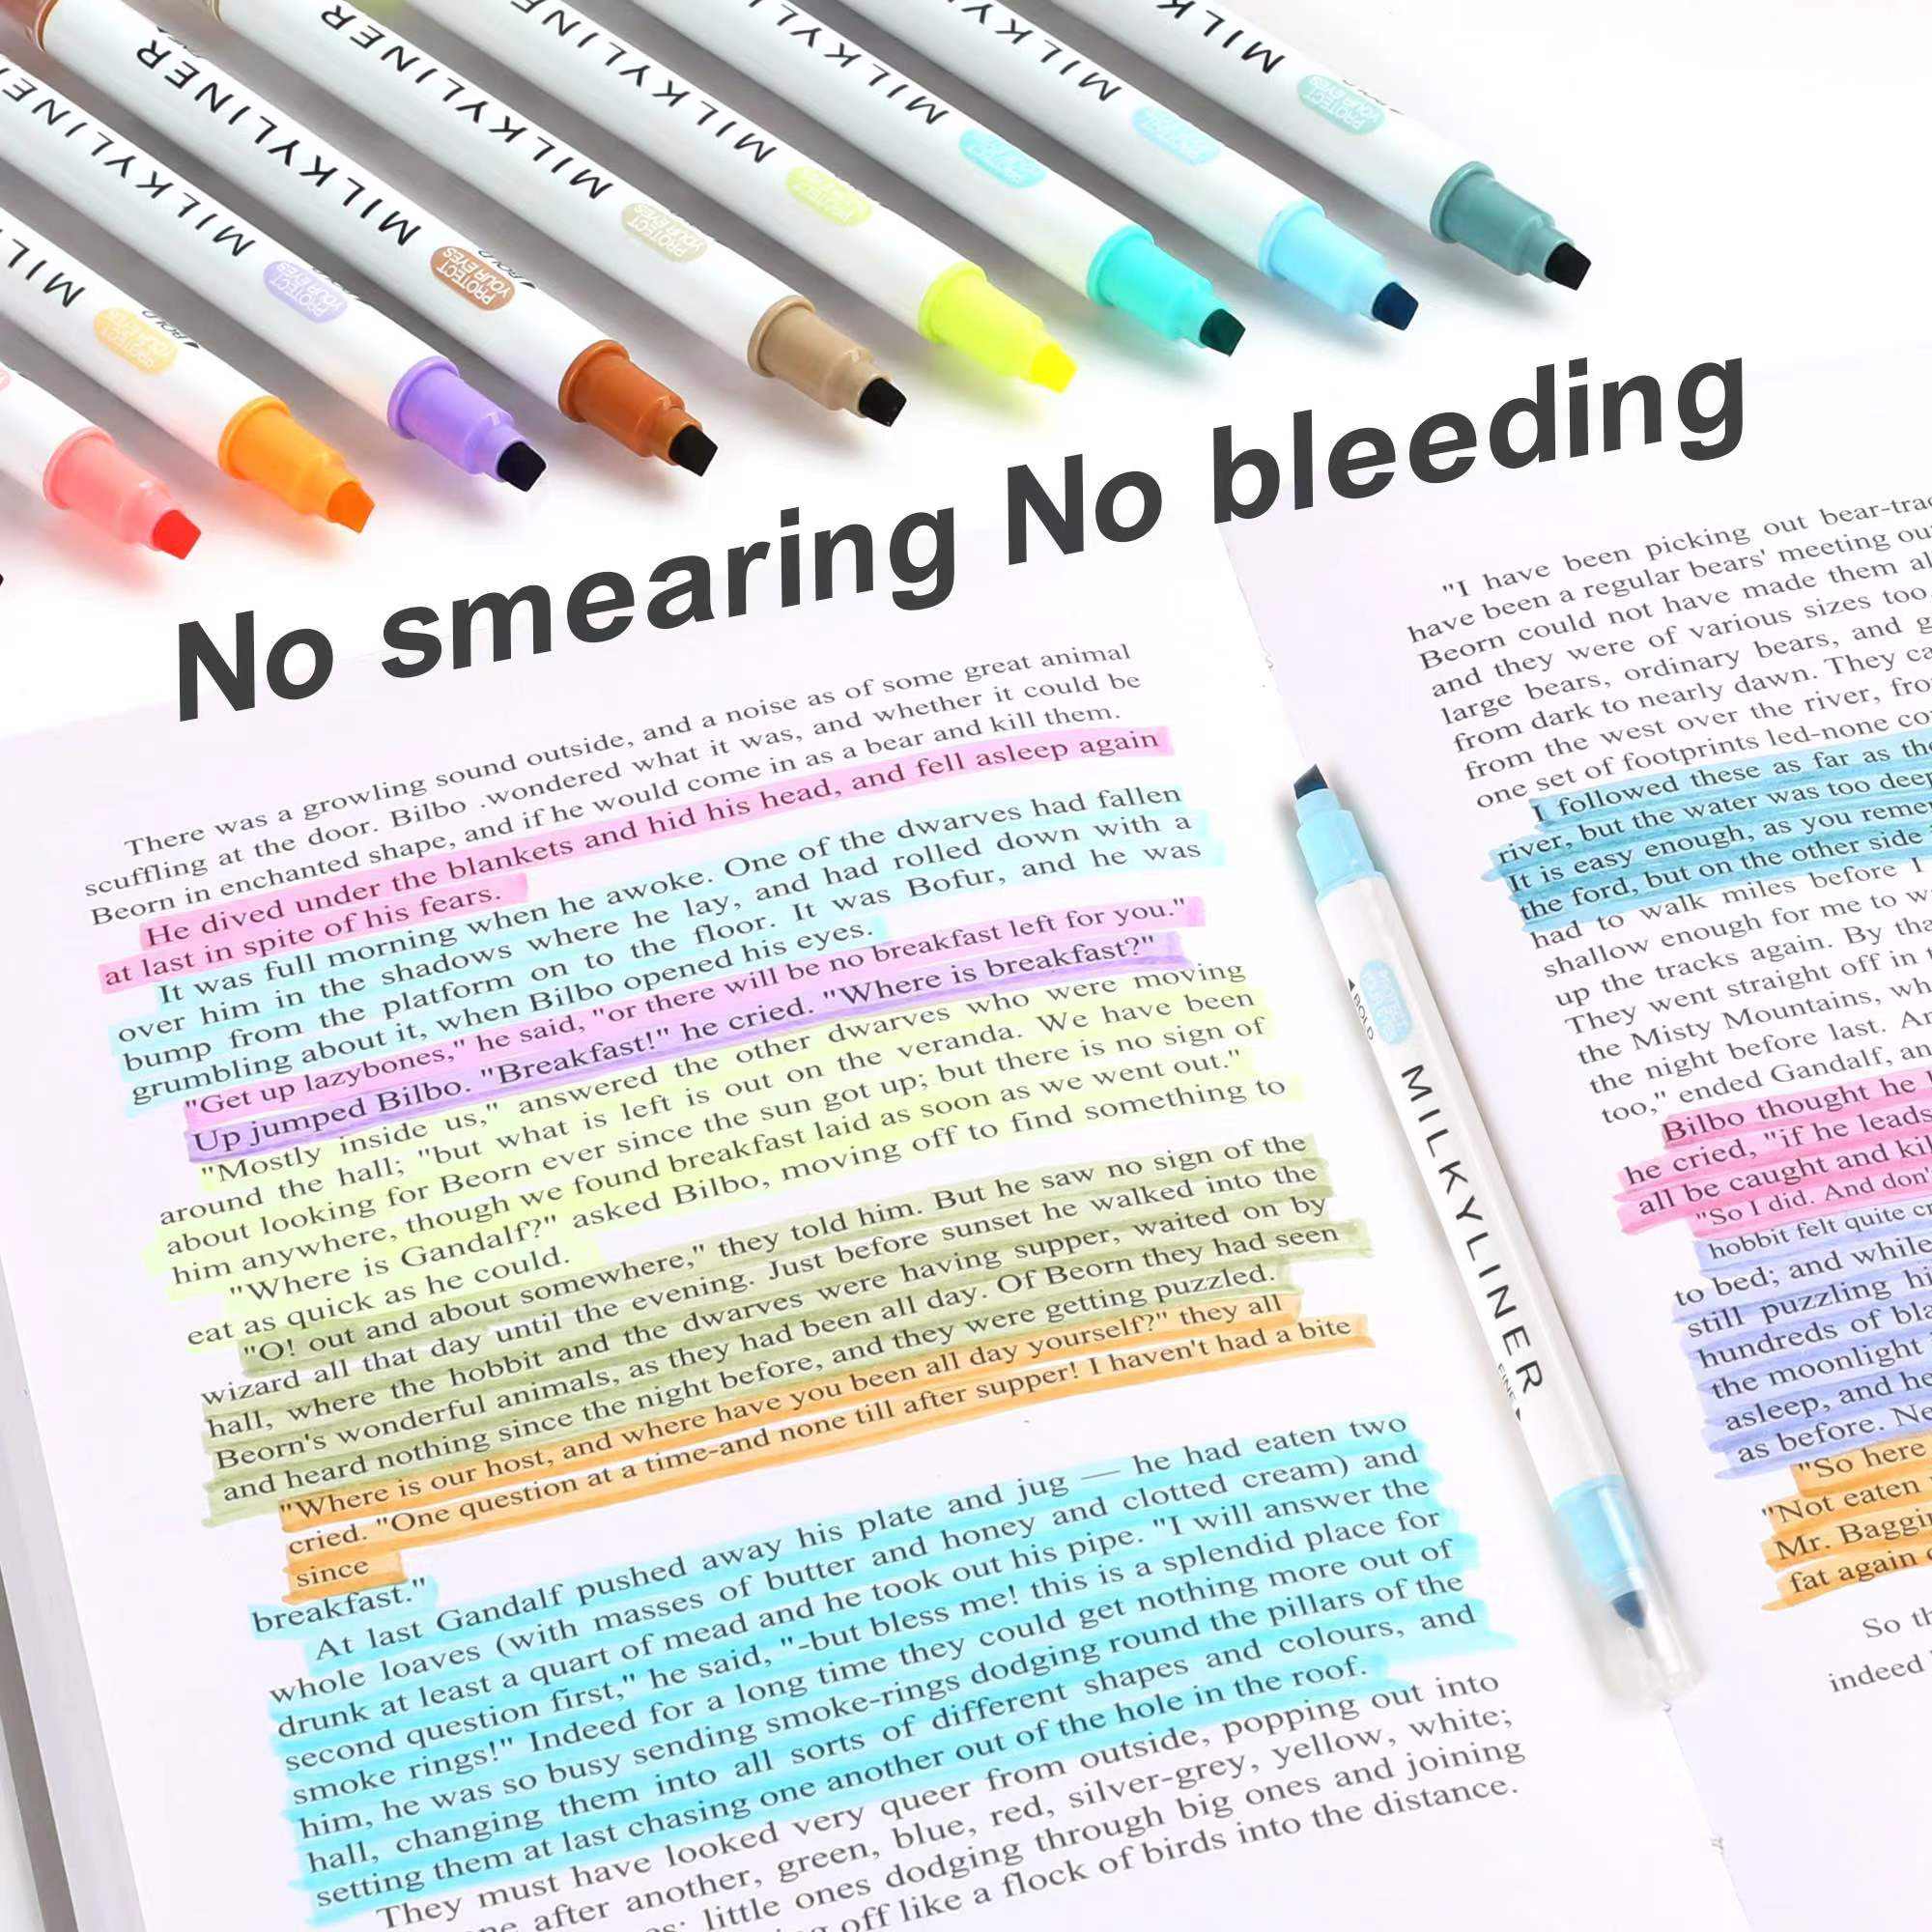 MILKYLINER
MILKYLINER
MILKYLINER
MILKYLINER
MILKYLINER
PROTECT
YOUR EYES
PROTECT
YOUR EYES
PROTECT
YOUR EYES
PROTECT
YOUR EYES
BOLD
No smearing No bleeding
There was a growling sound outside, and a noise as of some great animal
scuffling at the door. Bilbo .wondered what it was, and whether it could be
Beorn in enchanted shape, and if he would come in as a bear and kill them.
He dived under the blankets and hid his head, and fell asleep again
at last in spite of his fears.
It was full morning when he awoke. One of the dwarves had fallen
over him in the shadows where he lay, and had rolled down with a
bump from the platform on to the floor. It was Bofur, and he was
grumbling about it, when Bilbo opened his eyes.
"Get up lazybones," he said, "or there will be no breakfast left for you."
Up jumped Bilbo. "Breakfast!" he cried. "Where is breakfast?"
"Mostly inside us," answered the other dwarves who were moving
around the hall; "but what is left is out on the veranda. We have been
about looking for Beorn ever since the sun got up; but there is no sign of
him anywhere, though we found breakfast laid as soon as we went out."
"Where is Gandalf?" asked Bilbo, moving off to find something to
eat as quick as he could.
"O! out and about somewhere," they told him. But he saw no sign of the
wizard all that day until the evening. Just before sunset he walked into the
hall, where the hobbit and the dwarves were having supper, waited on by
Beorn's wonderful animals, as they had been all day. Of Beorn they had seen
and heard nothing since the night before, and they were getting puzzled.
"Where is our host, and where have you been all day yourself?" they all
cried. "One question at a time-and none till after supper! I haven't had a bite
since
breakfast."
At last Gandalf pushed away his plate and jug — he had eaten two
whole loaves (with masses of butter and honey and clotted cream) and
drunk at least a quart of mead and he took out his pipe. "I will answer the
second question first," he said, "-but bless me! this is a splendid place for
smoke rings!" Indeed for a long time they could get nothing more out of
him, he was so busy sending smoke-rings dodging round the pillars of the
hall, changing them into all sorts of different shapes and colours, and
setting them at last chasing one another out of the hole in the roof.
They must have looked very queer from outside, popping out into
after another, green, blue, red, silver-grey, yellow, white;
little ones dodging through big ones and joining
off like a flock of birds into the distance.
BOLD
MILKYLINER
FINE
"I have been picking out bear-trac
have been a regular bears' meeting ou
Beorn could not have made them al
and they were of various sizes too.
large bears, ordinary bears, and g
from dark to nearly dawn. They ca
from the west over the river, fro
one set of footprints led-none co
I followed these as far as the
river, but the water was too deep
It is easy enough, as you reme
the ford, but on the other side
had to walk miles before I
shallow enough for me to w
up the tracks again. By tha
They went straight off in t
the Misty Mountains, wh
the night before last. An
too," ended Gandalf, an
Bilbo thought he
he cried, "if he leads
all be caught and kil
"So I did. And don'
hobbit felt quite cr
to bed; and while
still puzzling hi
hundreds of bla
the moonlight
asleep, and he
as before. Ne
"So here
"Not eaten
Mr. Baggi
fat again
So th
indeed